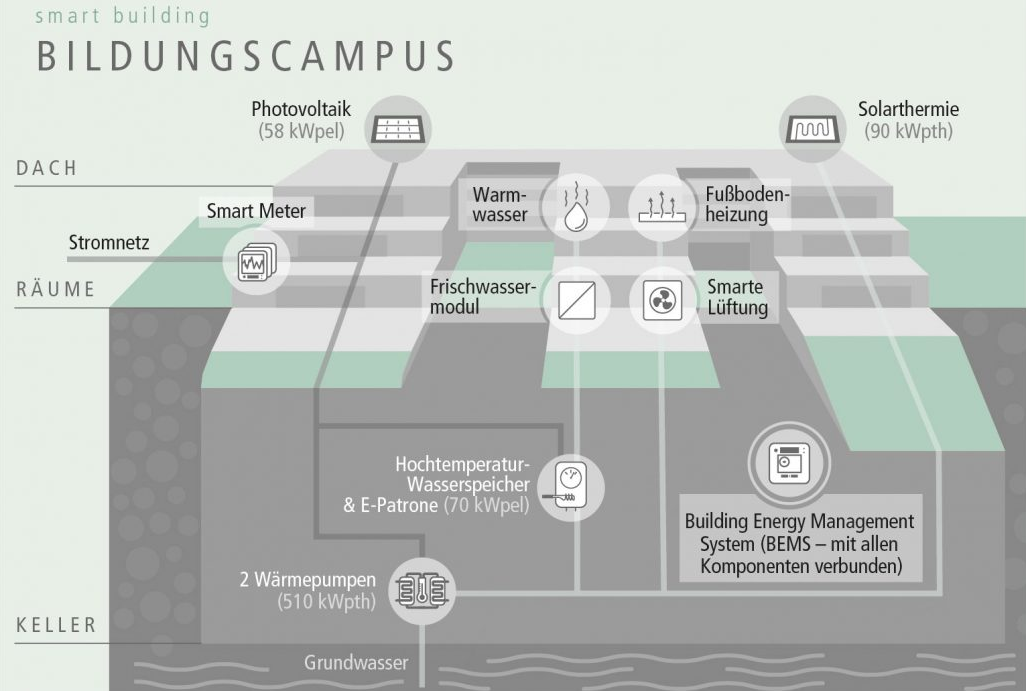 smart building
BILDUNGSCAMPUS
Photovoltaik
(58 kWpel)
Solarthermie
(90 kWpth)
DACH
Warm-
wasser
Fußboden-
heizung
Smart Meter
Stromnetz
RÄUME
Frischwasser-
modul
Smarte
Lüftung
Hochtemperatur-
Wasserspeicher
& E-Patrone (70 kWpel)
Building Energy Management
System (BEMS – mit allen
Komponenten verbunden)
2 Wärmepumpen
(510 kWpth)
KELLER
Grundwasser